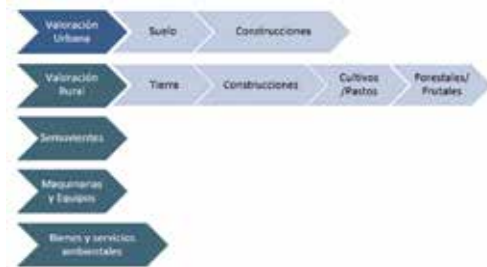 Valoración
Urbana
Suelo
Construcciones
Valoración
Rural
Tierra
Construcciones
Cultivos
/Pastos
Forestales/
Frutales
Semovientes
Maquinarias
y Equipos
Bienes y servicios
ambientales